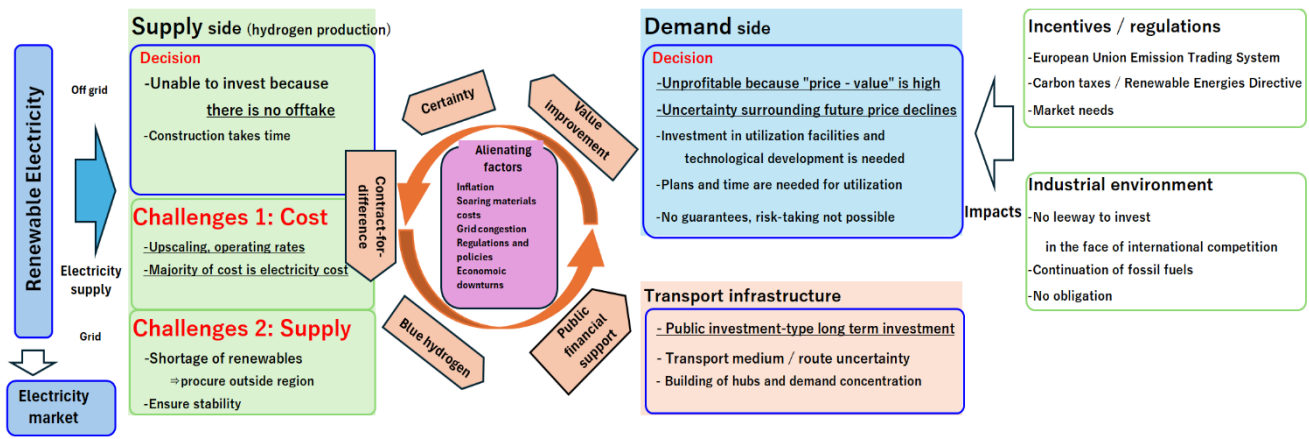 Renewable Electricity
Off grid
Electricity
supply
Grid
Electricity
market
Supply side (hydrogen production)
Decision
-Unable to invest because
there is no offtake
-Construction takes time
Challenges 1: Cost
-Upscaling, operating rates
-Majority of cost is electricity cost
Challenges 2: Supply
-Shortage of renewables
⇒procure outside region
-Ensure stability
Certainty
Value
improvement
Contract-for-
difference
Blue hydrogen
Public
financial
support
Alienating
factors
Inflation
Soaring materials
costs
Grid congestion
Regulations and
policies
Economoic
downturns
Demand side
Decision
-Unprofitable because "price - value" is high
-Uncertainty surrounding future price declines
-Investment in utilization facilities and
technological development is needed
-Plans and time are needed for utilization
-No guarantees, risk-taking not possible
Transport infrastructure
- Public investment-type long term investment
- Transport medium / route uncertainty
- Building of hubs and demand concentration
Impacts
Incentives / regulations
-European Union Emission Trading System
-Carbon taxes / Renewable Energies Directive
-Market needs
Industrial environment
-No leeway to invest
in the face of international competition
-Continuation of fossil fuels
-No obligation